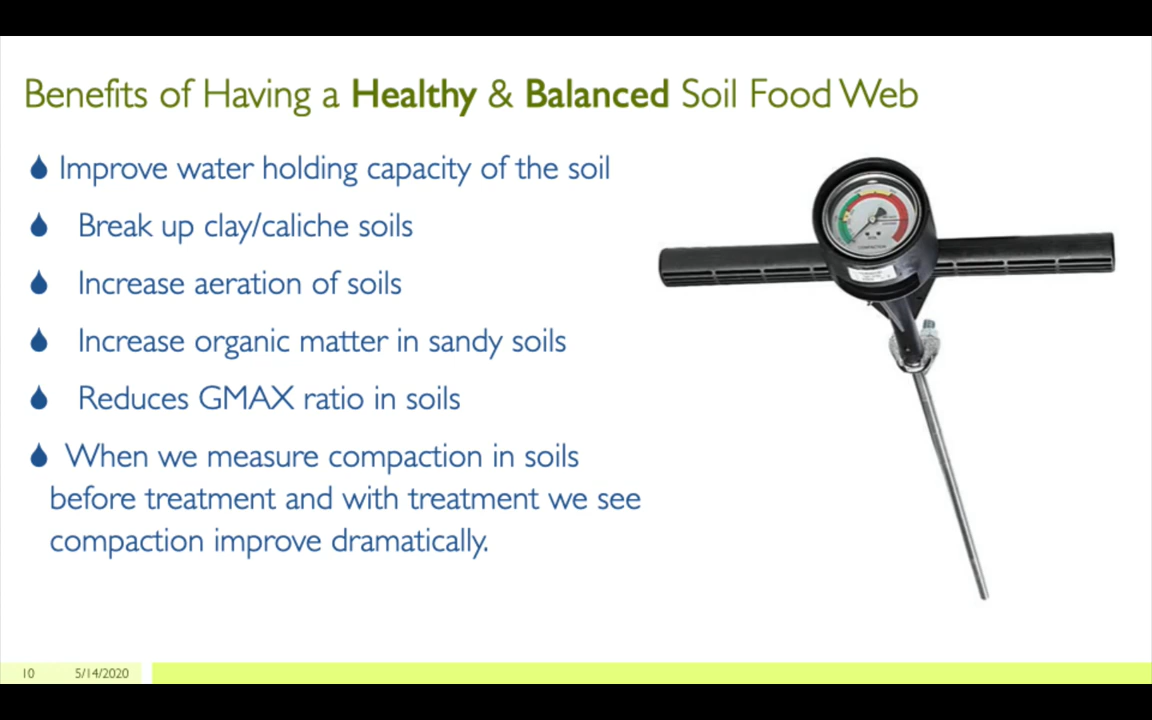 Benefits of Having a Healthy & Balanced Soil Food Web
Improve water holding capacity of the soil
Break up clay/caliche soils
Increase aeration of soils
Increase organic matter in sandy soils
Reduces GMAX ratio in soils
When we measure compaction in soils
before treatment and with treatment we see
compaction improve dramatically.
10 5/14/2020